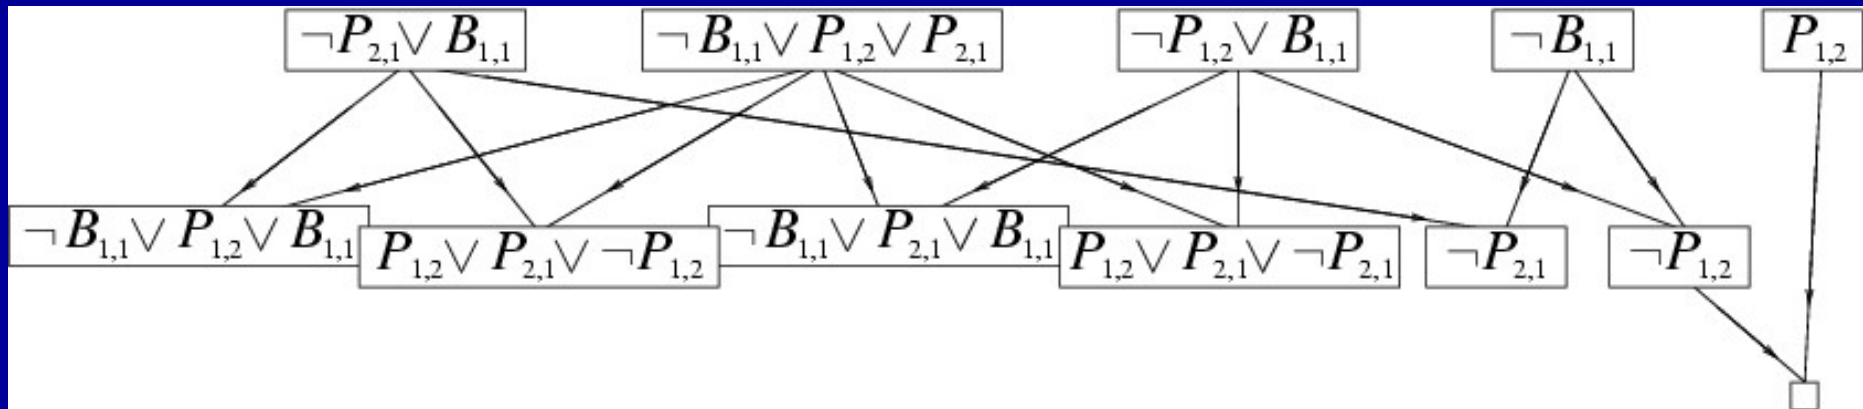 ¬P2,1 ∨ B1,1 ¬B1,1 ∨ P1,2 ∨ P2,1 ¬P1,2 ∨ B1,1 ¬B1,1 P1,2
¬B1,1 ∨ P1,2 ∨ B1,1 P1,2 ∨ P2,1 ∨ ¬P1,2 ¬B1,1 ∨ P2,1 ∨ B1,1 P1,2 ∨ P2,1 ∨ ¬P2,1 ¬P2,1 ¬P1,2